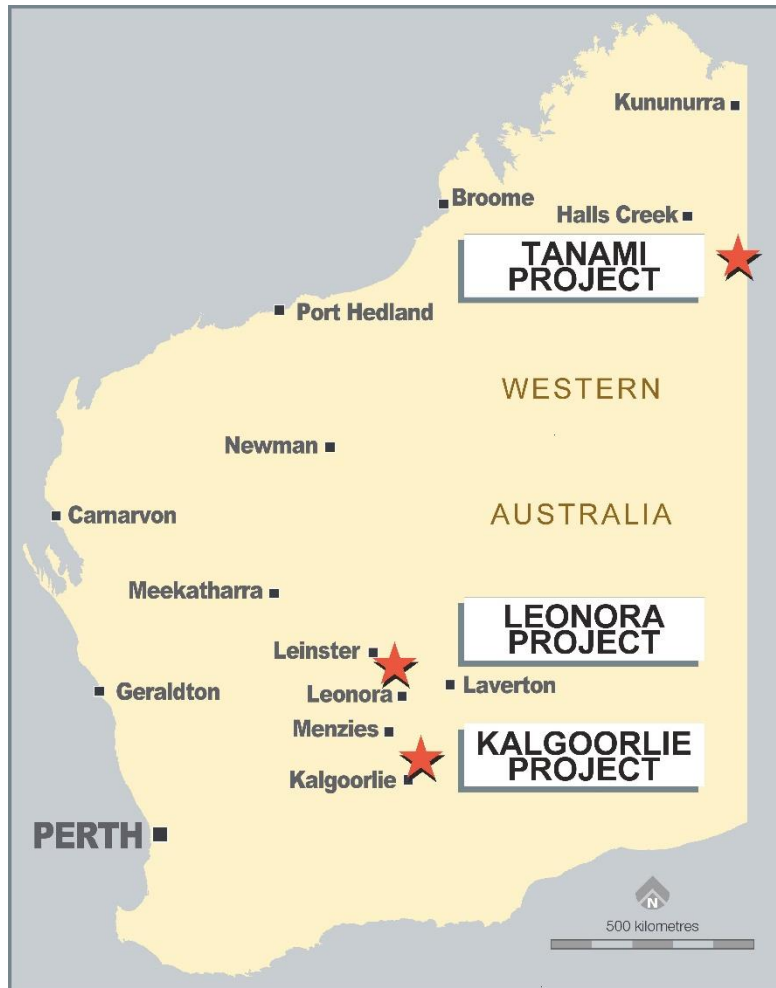 Kununurra
Broome
Halls Creek
TANAMI
PROJECT
Port Hedland
WESTERN
Newman
AUSTRALIA
Carnarvon
Meekatharra
LEONORA
PROJECT
Leinster
Laverton
Geraldton
Leonora
Menzies
KALGOORLIE
PROJECT
Kalgoorlie
PERTH
N
500 kilometres